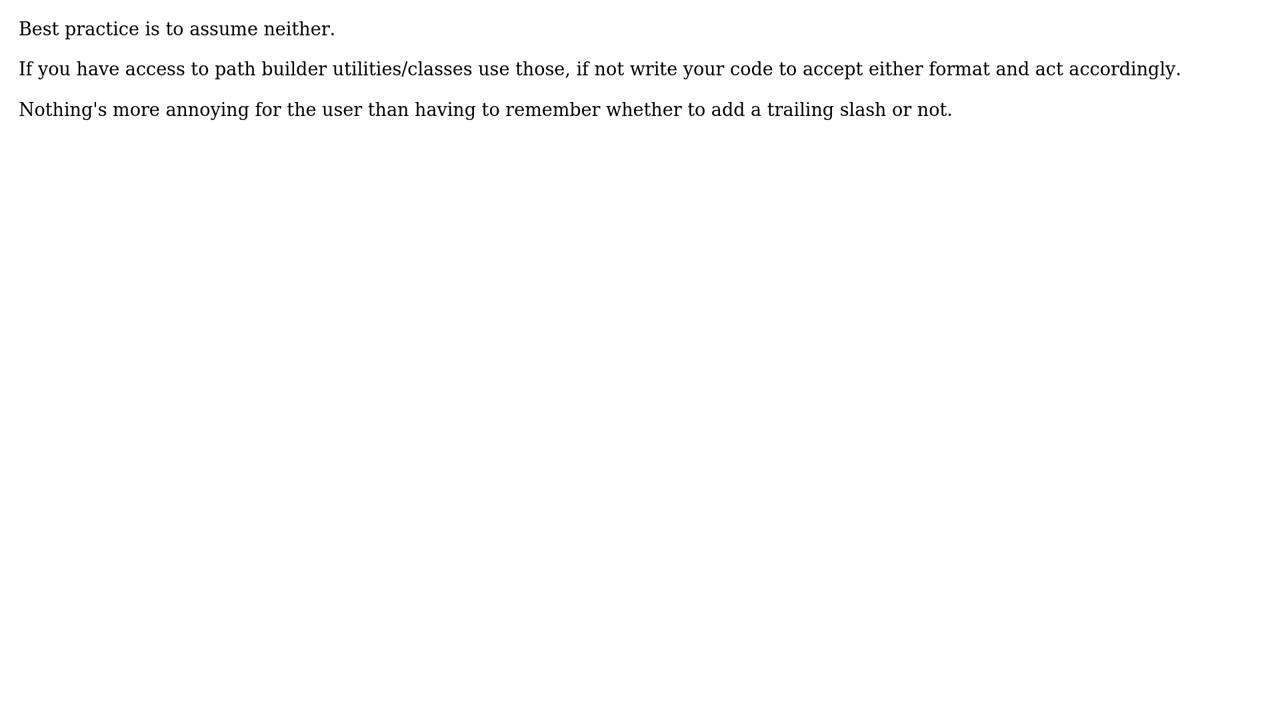 Best practice is to assume neither.
If you have access to path builder utilities/classes use those, if not write your code to accept either format and act accordingly.
Nothing's more annoying for the user than having to remember whether to add a trailing slash or not.